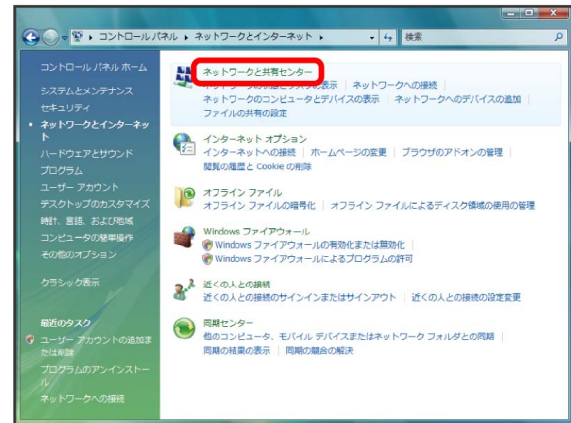 コントロール パネル ▸ ネットワークとインターネット ▸
検索
コントロール パネル ホーム
システムとメンテナンス
セキュリティ
• ネットワークとインターネッ
ト
ハードウェアとサウンド
プログラム
ユーザー アカウント
デスクトップのカスタマイズ
時計、言語、および地域
コンピュータの簡単操作
その他のオプション
クラシック表示
最近のタスク
ユーザー アカウントの追加ま
たは削除
プログラムのアンインストー
ル
ネットワークへの接続
ネットワークと共有センター
ネットワークの状態とタスクの表示 | ネットワークへの接続 |
ネットワークのコンピュータとデバイスの表示 | ネットワークへのデバイスの追加 |
ファイルの共有の設定
インターネット オプション
インターネットへの接続 | ホームページの変更 | ブラウザのアドオンの管理 |
閲覧の履歴と Cookie の削除
オフライン ファイル
オフライン ファイルの暗号化 | オフライン ファイルによるディスク領域の使用の管理
Windows ファイアウォール
Windows ファイアウォールの有効化または無効化 |
Windows ファイアウォールによるプログラムの許可
近くの人との接続
近くの人との接続のサインインまたはサインアウト | 近くの人との接続の設定変更
同期センター
他のコンピュータ、モバイル デバイスまたはネットワーク フォルダとの同期 |
同期の結果の表示 | 同期の競合の解決